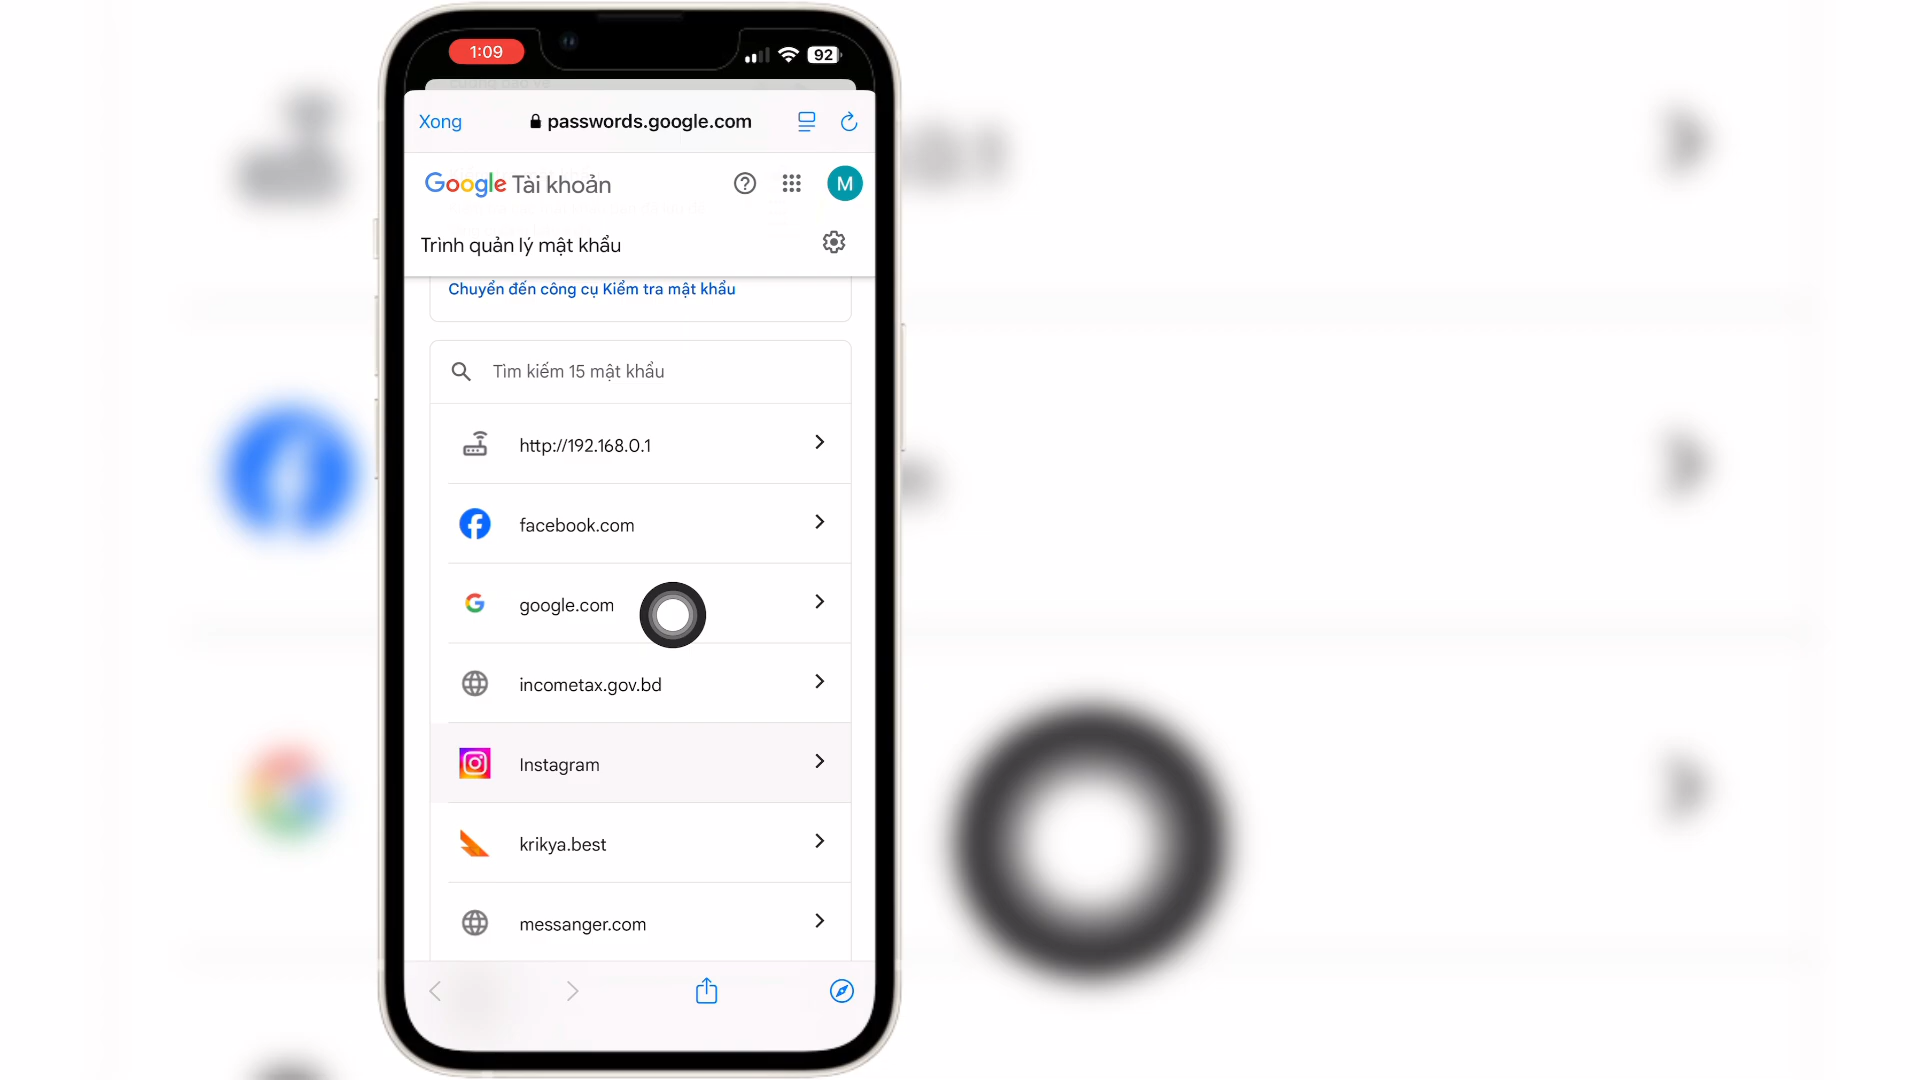 1:09
92
Xong
passwords.google.com
Google Tài khoản
M
Trình quản lý mật khẩu
Chuyển đến công cụ Kiểm tra mật khẩu
Tìm kiếm 15 mật khẩu
http://192.168.0.1
facebook.com
google.com
incometax.gov.bd
Instagram
krikya.best
messanger.com